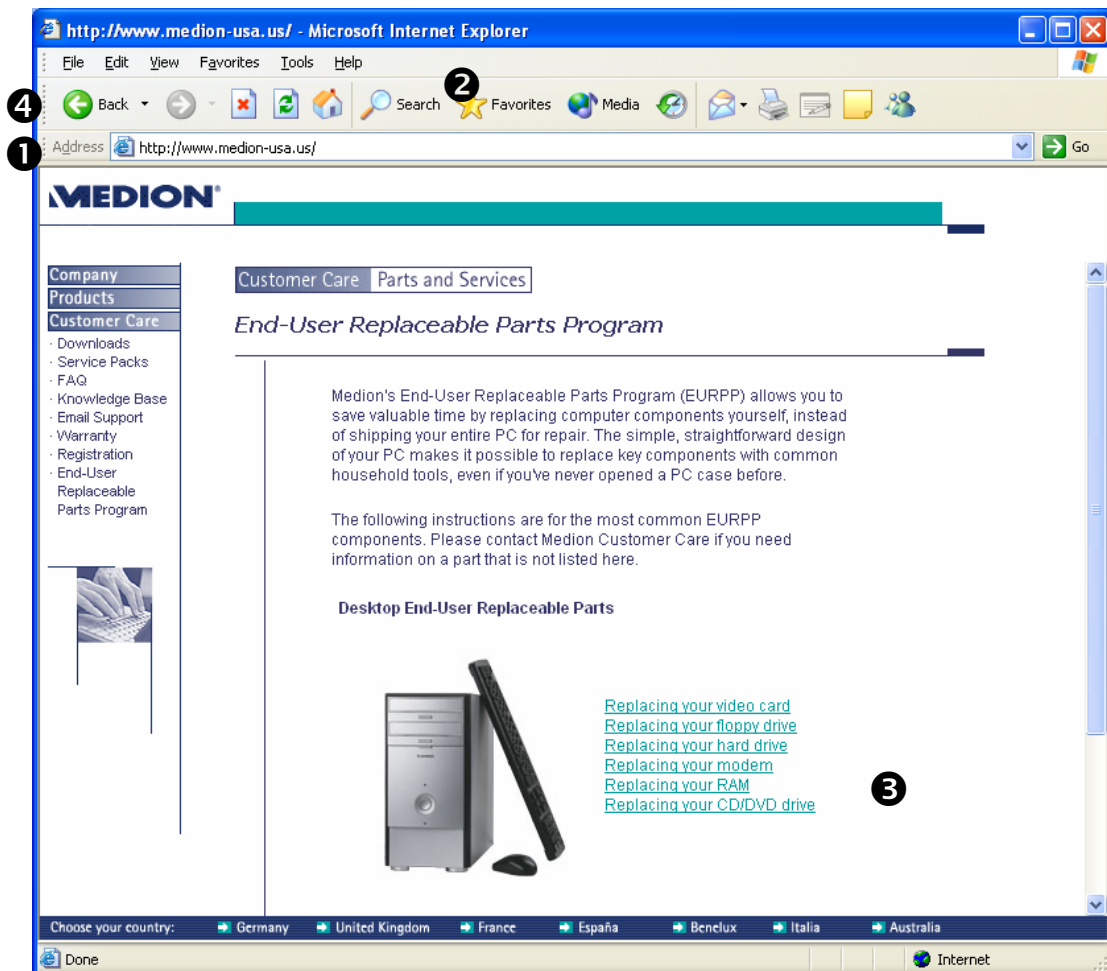 http://www.medion-usa.us/ - Microsoft Internet Explorer
File Edit View Favorites Tools Help
❷
❹ Back Search Favorites Media
❶ Address http://www.medion-usa.us/ Go
MEDION®
Company
Products
Customer Care
· Downloads
· Service Packs
· FAQ
· Knowledge Base
· Email Support
· Warranty
· Registration
· End-User
Replaceable
Parts Program
Customer Care Parts and Services
End-User Replaceable Parts Program
Medion's End-User Replaceable Parts Program (EURPP) allows you to
save valuable time by replacing computer components yourself, instead
of shipping your entire PC for repair. The simple, straightforward design
of your PC makes it possible to replace key components with common
household tools, even if you've never opened a PC case before.
The following instructions are for the most common EURPP
components. Please contact Medion Customer Care if you need
information on a part that is not listed here.
Desktop End-User Replaceable Parts
Replacing your video card
Replacing your floppy drive
Replacing your hard drive
Replacing your modem
Replacing your RAM
Replacing your CD/DVD drive
❸
Choose your country: Germany United Kingdom France España Benelux Italia Australia
Done Internet